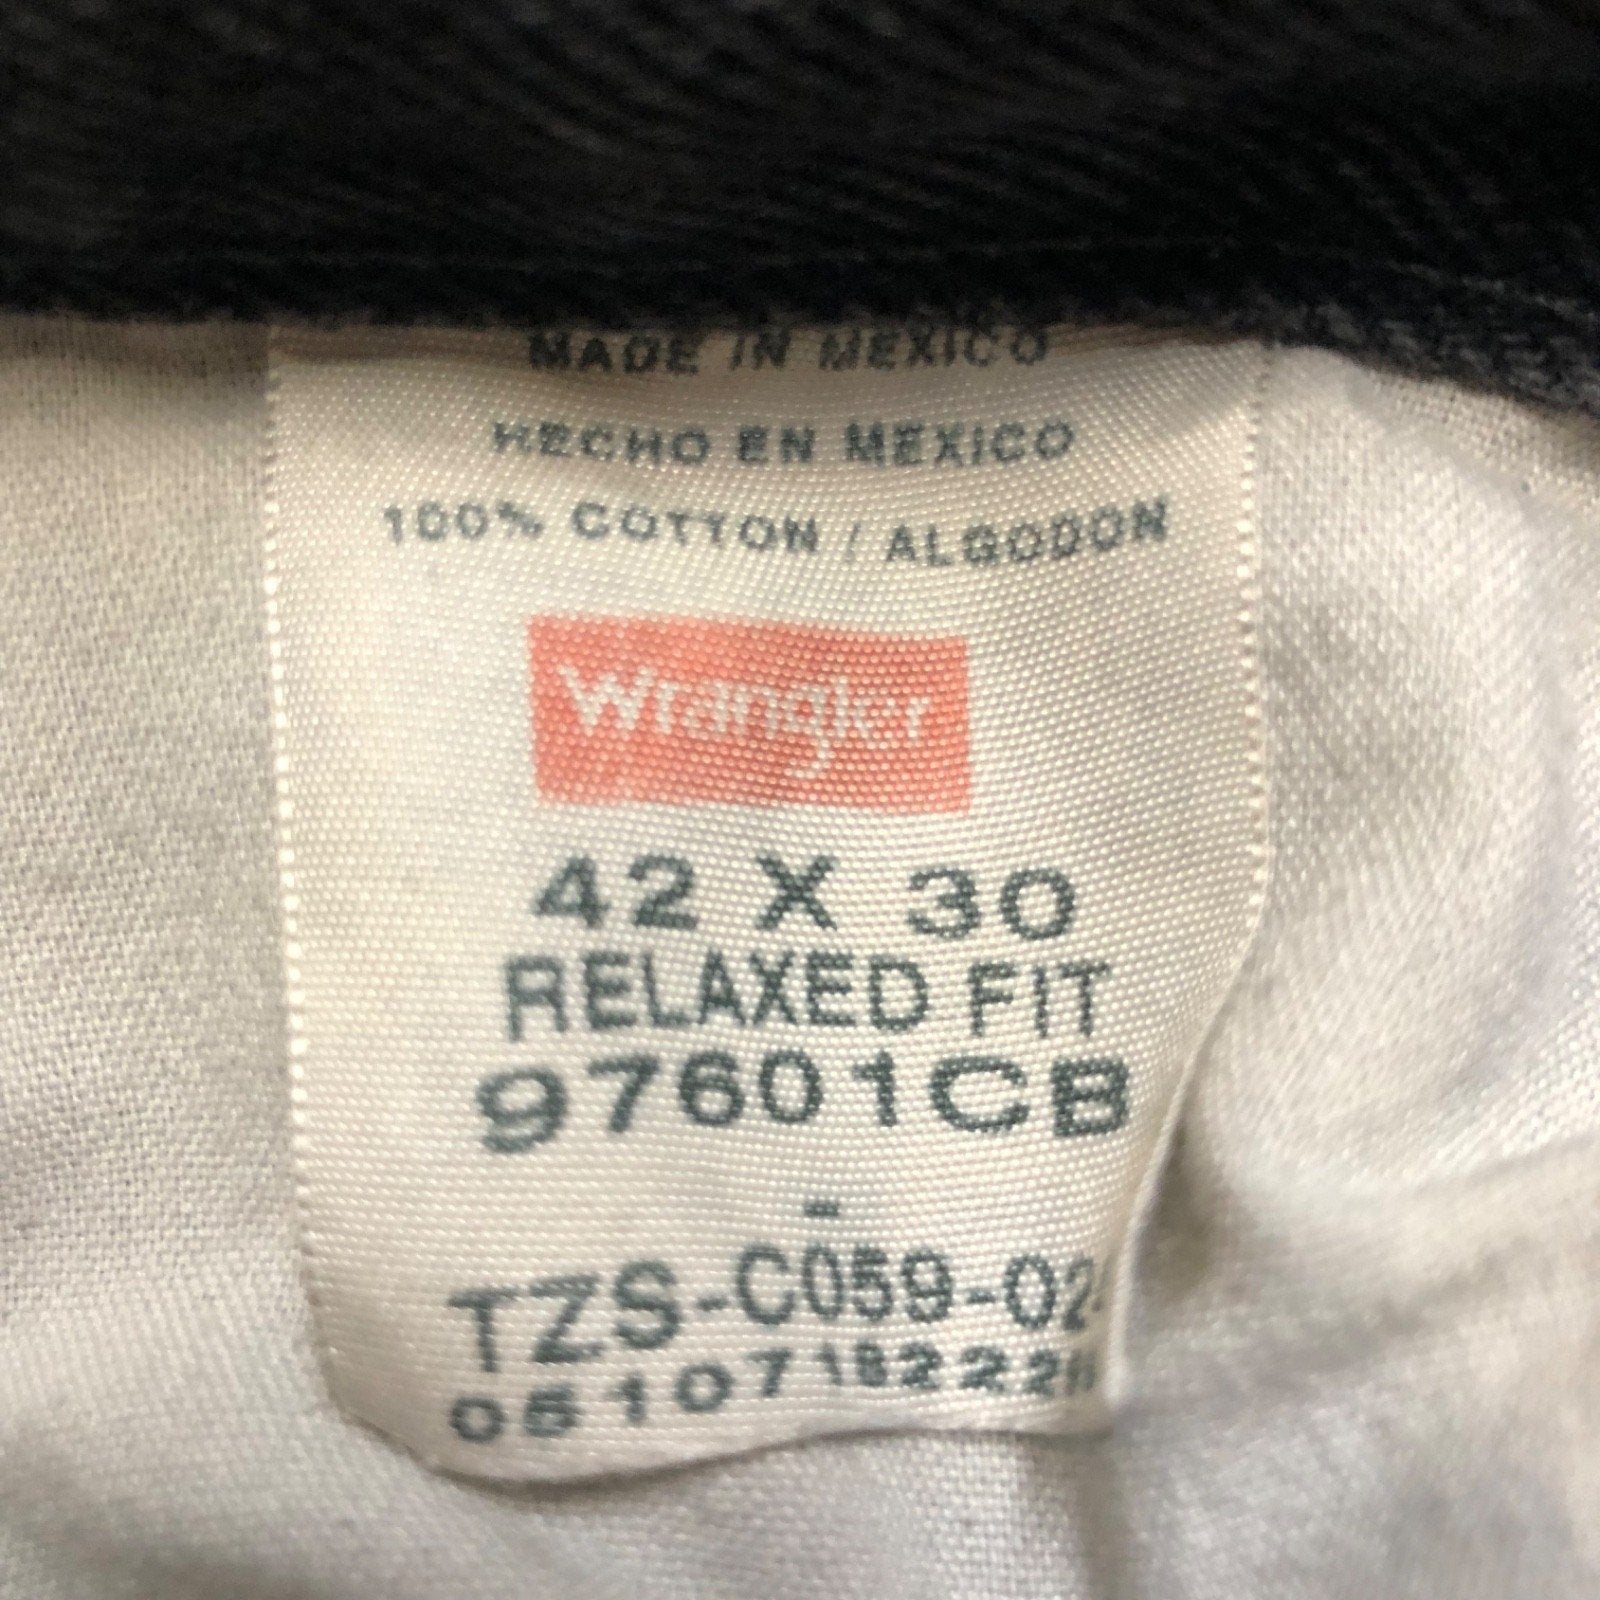 MADE IN MEXICO
HECHO EN MEXICO
100% COTTON / ALGODON
Wrangler
42 X 30
RELAXED FIT
97601CB
-
TZS-C059-02